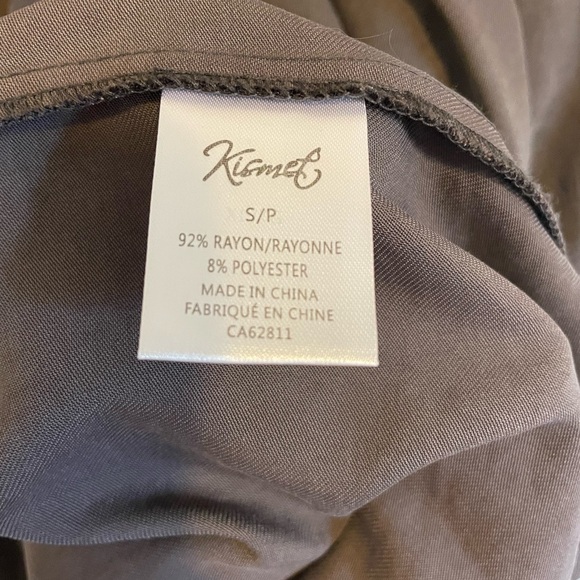 Kismet
S/P
92% RAYON/RAYONNE
8% POLYESTER
MADE IN CHINA
FABRIQUÉ EN CHINE
CA62811